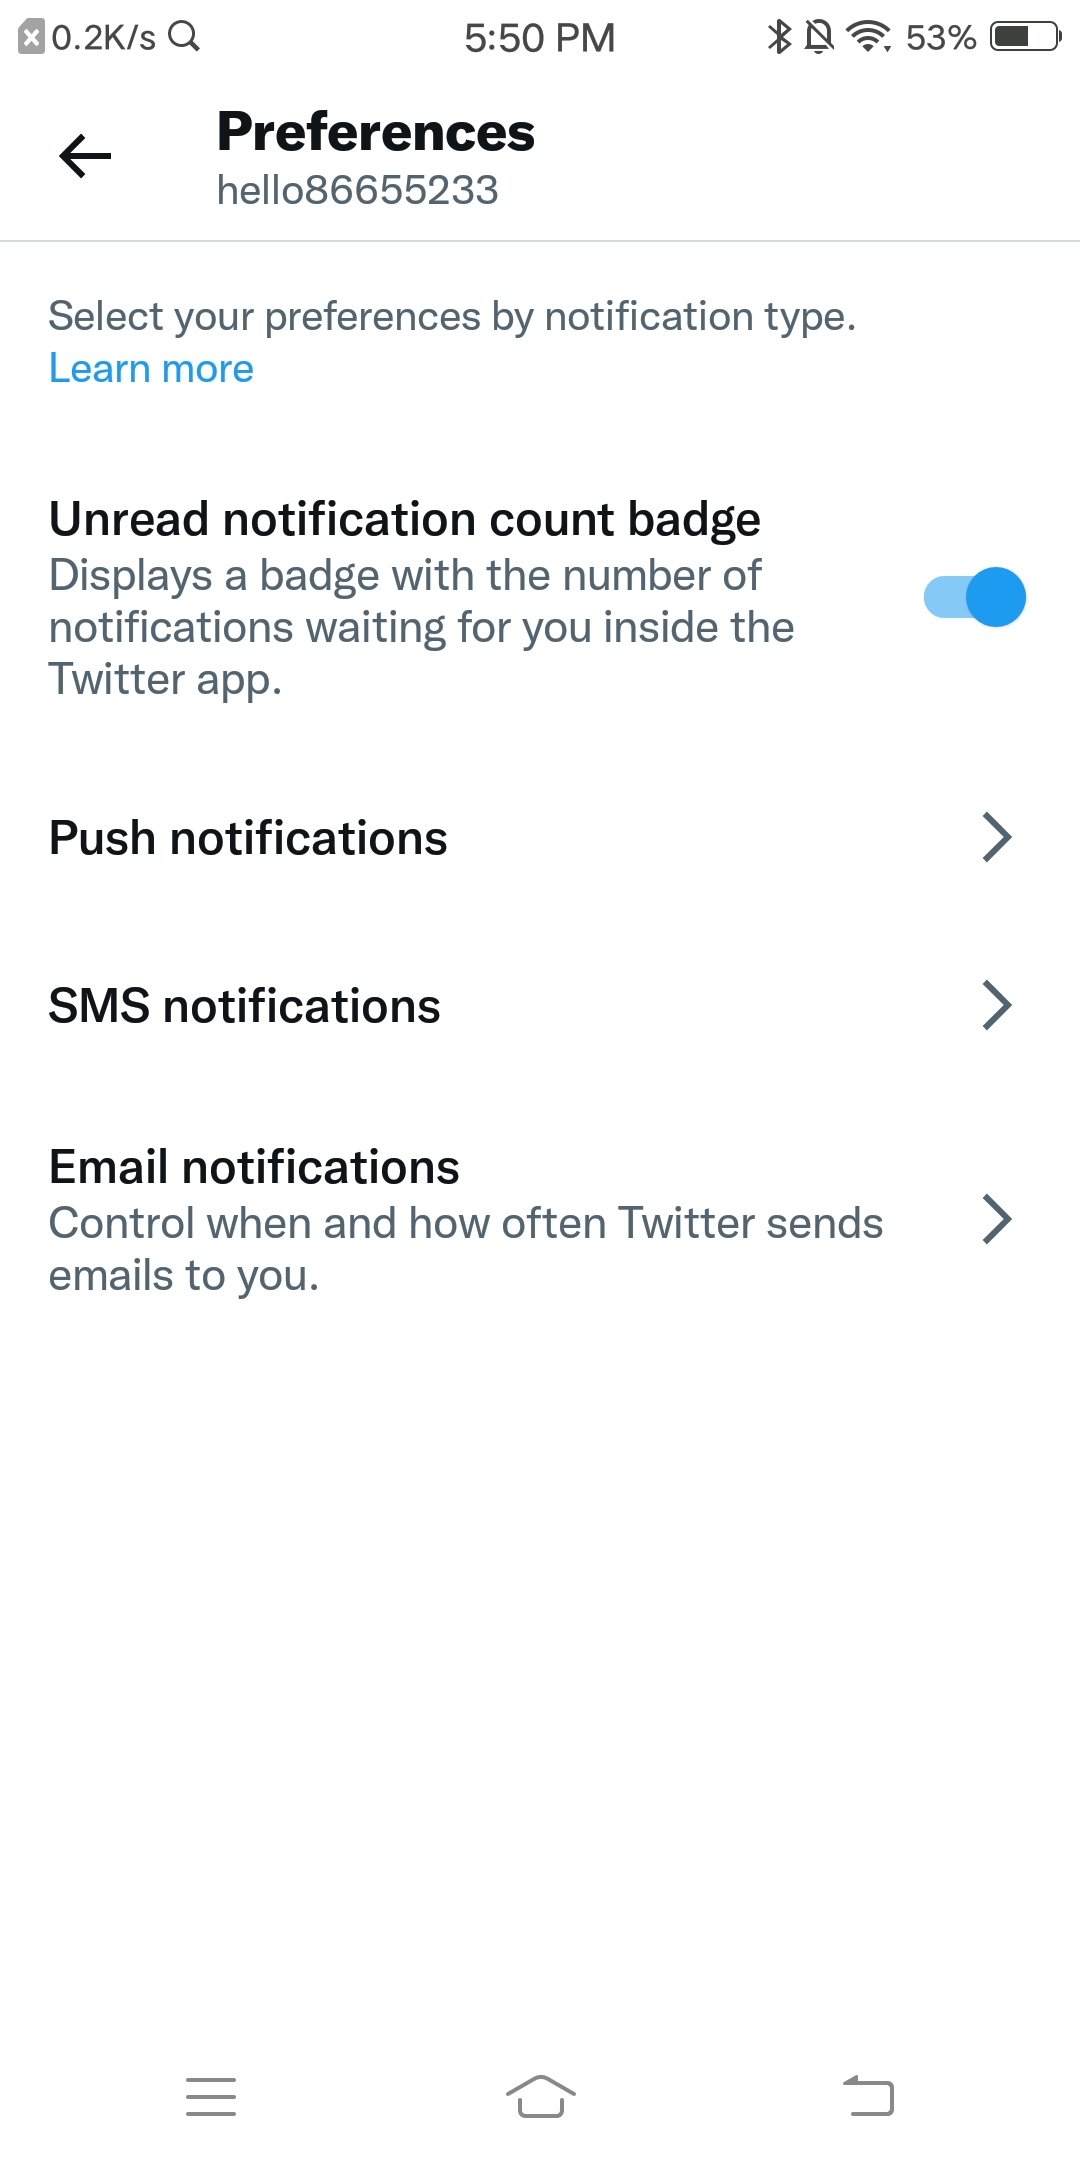 0.2K/s
5:50 PM
53%
Preferences
hello86655233
Select your preferences by notification type.
Learn more
Unread notification count badge
Displays a badge with the number of
notifications waiting for you inside the
Twitter app.
Push notifications
SMS notifications
Email notifications
Control when and how often Twitter sends
emails to you.